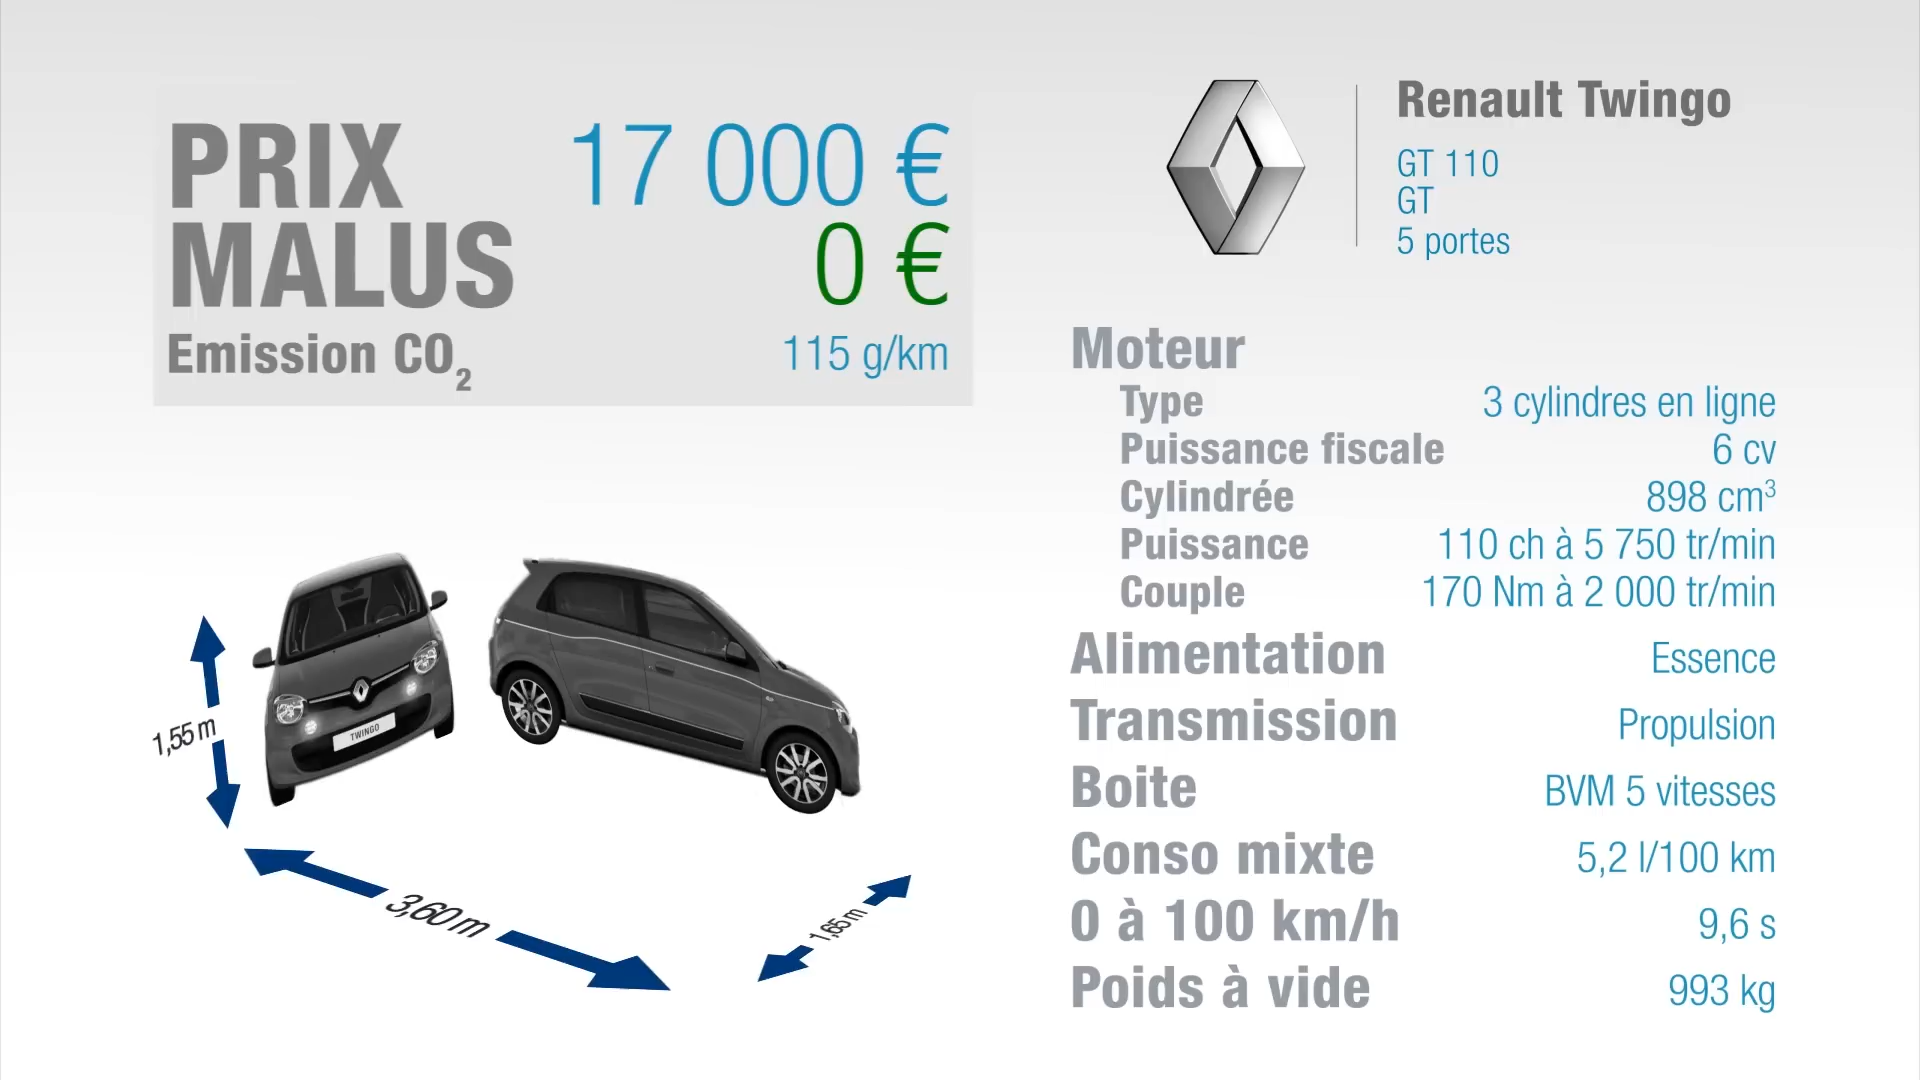 PRIX 17 000 €
MALUS 0 €
Emission CO₂ 115 g/km
Renault Twingo
GT 110
GT
5 portes
Moteur
Type 3 cylindres en ligne
Puissance fiscale 6 cv
Cylindrée 898 cm³
Puissance 110 ch à 5 750 tr/min
Couple 170 Nm à 2 000 tr/min
Alimentation Essence
Transmission Propulsion
Boite BVM 5 vitesses
Conso mixte 5,2 l/100 km
0 à 100 km/h 9,6 s
Poids à vide 993 kg
TWINGO
1,55 m
3,60 m
1,65 m